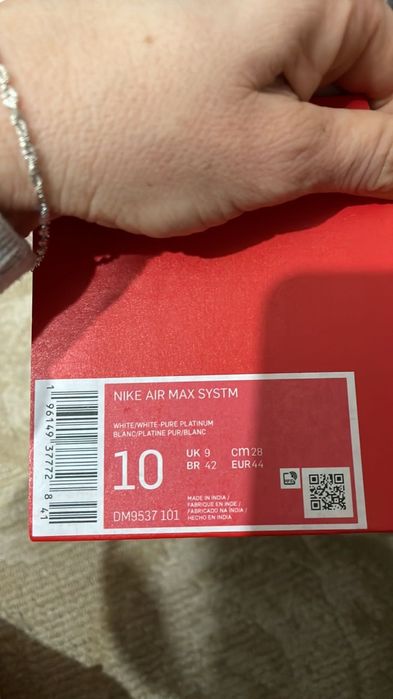 NIKE AIR MAX SYSTM
WHITE/WHITE-PURE PLATINUM
BLANC/PLATINE PUR/BLANC
10
UK 9
cm 28
BR 42
EUR 44
MADE IN INDIA /
FABRIQUE EN INDE /
FABRICADO NA ÍNDIA /
HECHO EN INDIA
DM9537 101
1 96149 37772 8 41